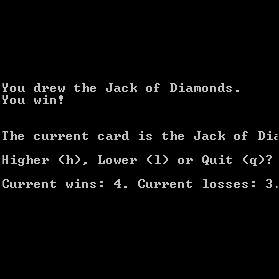 You drew the Jack of Diamonds.
You win!
The current card is the Jack of Dia
Higher (h), Lower (l) or Quit (q)?
Current wins: 4. Current losses: 3.